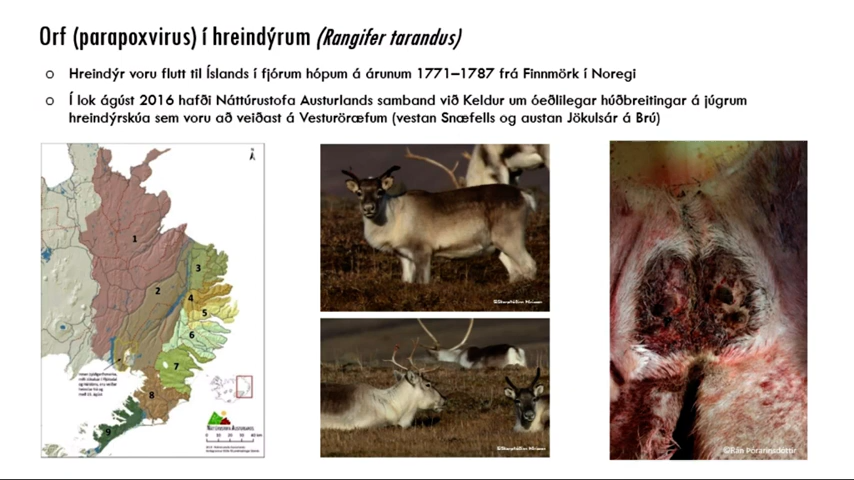 Orf (parapoxvirus) í hreindýrum (Rangifer tarandus)
Hreindýr voru flutt til Íslands í fjórum hópum á árunum 1771–1787 frá Finnmörk í Noregi
Í lok ágúst 2016 hafði Náttúrustofa Austurlands samband við Keldur um óeðlilegar húðbreitingar á júgrum
hreindýrskúa sem voru að veiðast á Vesturöræfum (vestan Snæfells og austan Jökulsár á Brú)
1
2
3
4
5
6
7
8
9
Náttúrustofa Austurlands
©Rán Þórarinsdóttir